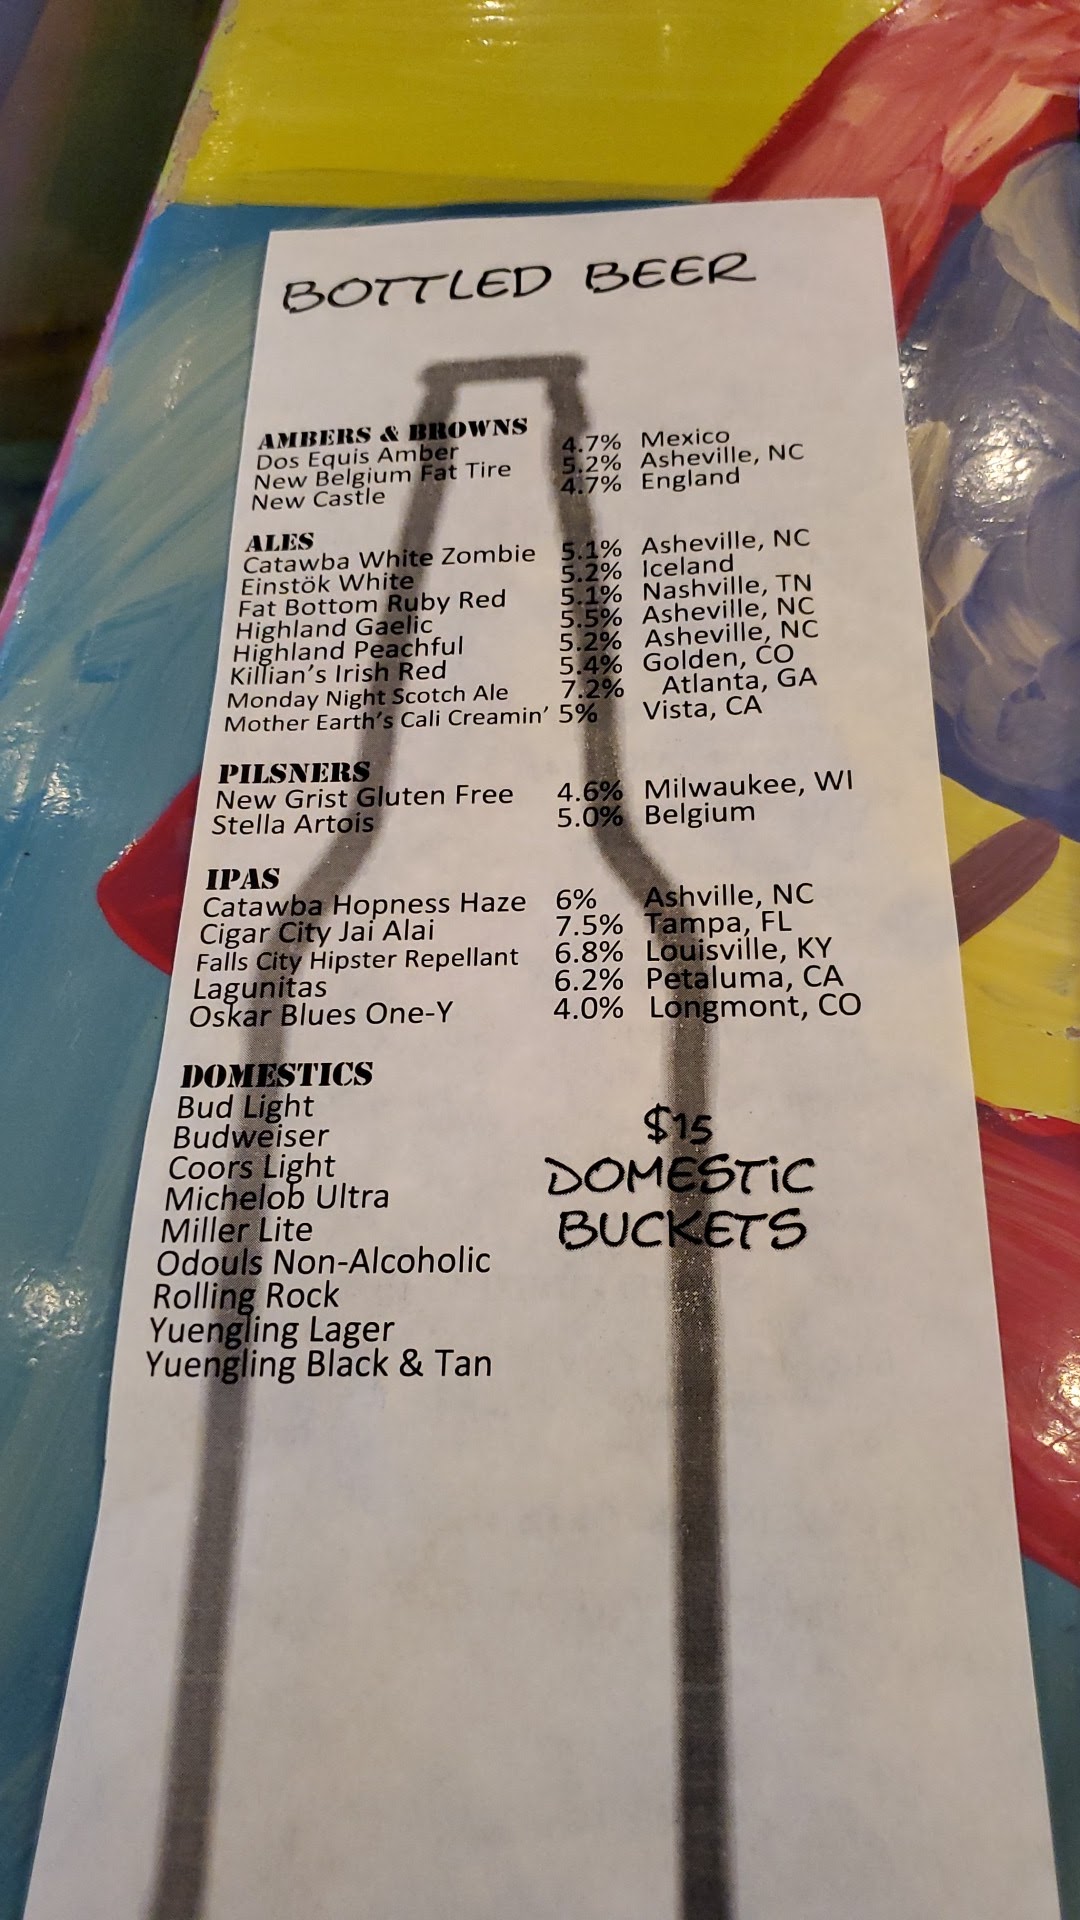 BOTTLED BEER
AMBERS & BROWNS
Dos Equis Amber 4.7% Mexico
New Belgium Fat Tire 5.2% Asheville, NC
New Castle 4.7% England
ALES
Catawba White Zombie 5.1% Asheville, NC
Einstök White 5.2% Iceland
Fat Bottom Ruby Red 5.1% Nashville, TN
Highland Gaelic 5.5% Asheville, NC
Highland Peachful 5.2% Asheville, NC
Killian's Irish Red 5.4% Golden, CO
Monday Night Scotch Ale 7.2% Atlanta, GA
Mother Earth's Cali Creamin' 5% Vista, CA
PILSNERS
New Grist Gluten Free 4.6% Milwaukee, WI
Stella Artois 5.0% Belgium
IPAS
Catawba Hopness Haze 6% Ashville, NC
Cigar City Jai Alai 7.5% Tampa, FL
Falls City Hipster Repellant 6.8% Louisville, KY
Lagunitas 6.2% Petaluma, CA
Oskar Blues One-Y 4.0% Longmont, CO
DOMESTICS
Bud Light
Budweiser
Coors Light
Michelob Ultra
Miller Lite
Odouls Non-Alcoholic
Rolling Rock
Yuengling Lager
Yuengling Black & Tan
$15
DOMESTIC
BUCKETS